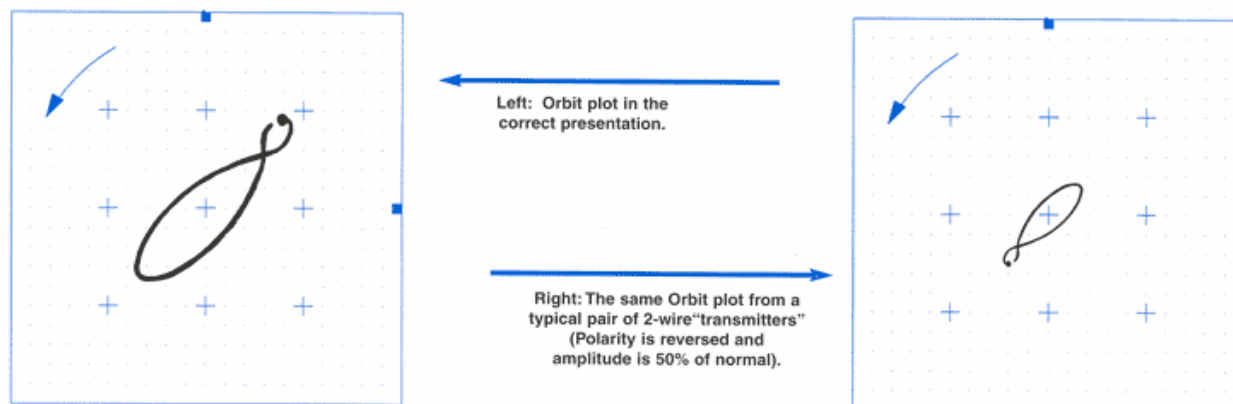 Left: Orbit plot in the
correct presentation.
Right: The same Orbit plot from a
typical pair of 2-wire“transmitters”
(Polarity is reversed and
amplitude is 50% of normal).